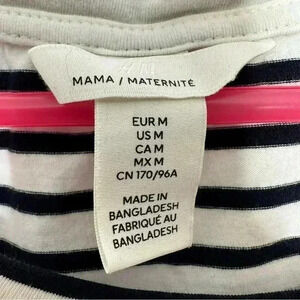 MAMA / MATERNITÉ
EUR M
US M
CA M
MX M
CN 170/96A
MADE IN
BANGLADESH
FABRIQUÉ AU
BANGLADESH